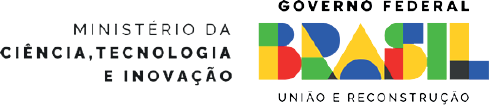 MINISTÉRIO DA
CIÊNCIA, TECNOLOGIA
E INOVAÇÃO
GOVERNO FEDERAL
BRASIL
UNIÃO E RECONSTRUÇÃO